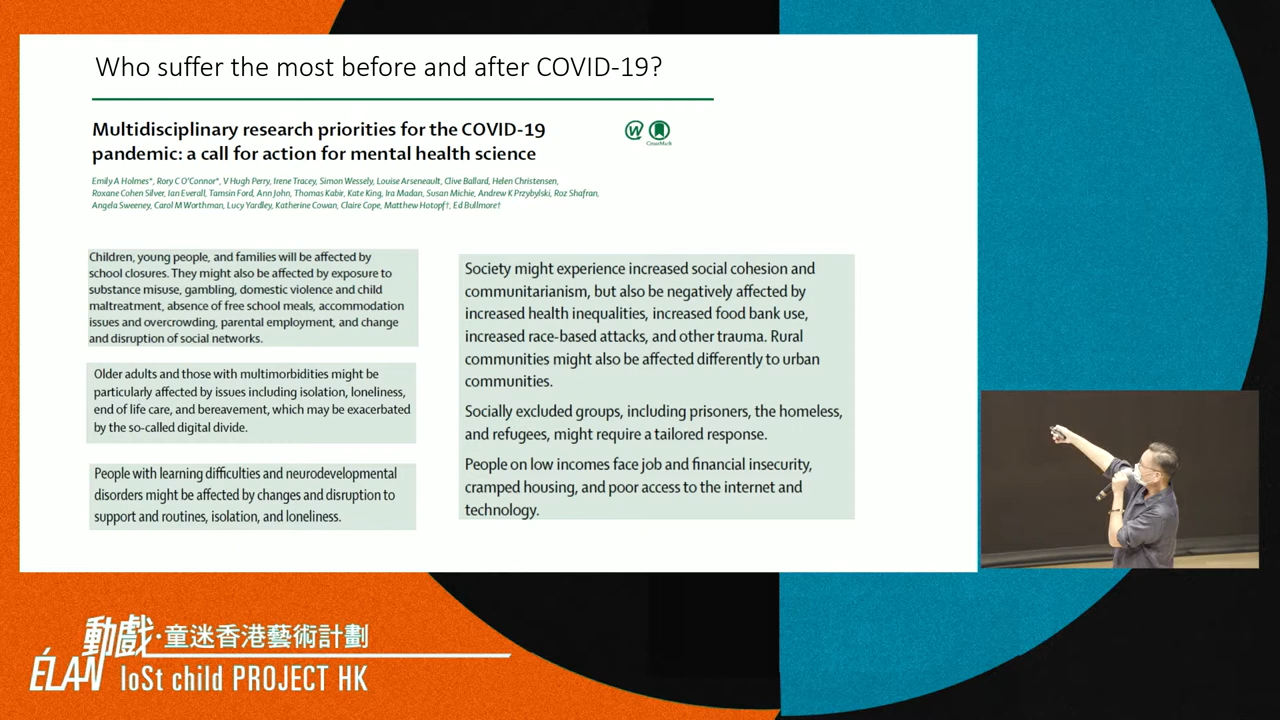 Who suffer the most before and after COVID-19?
Multidisciplinary research priorities for the COVID-19
pandemic: a call for action for mental health science
W
CrossMark
Emily A Holmes*, Rory C O'Connor*, V Hugh Perry, Irene Tracey, Simon Wessely, Louise Arseneault, Clive Ballard, Helen Christensen,
Roxane Cohen Silver, Ian Everall, Tamsin Ford, Ann John, Thomas Kabir, Kate King, Ira Madan, Susan Michie, Andrew K Przybylski, Roz Shafran,
Angela Sweeney, Carol M Worthman, Lucy Yardley, Katherine Cowan, Claire Cope, Matthew Hotopf†, Ed Bullmore†
Children, young people, and families will be affected by
school closures. They might also be affected by exposure to
substance misuse, gambling, domestic violence and child
maltreatment, absence of free school meals, accommodation
issues and overcrowding, parental employment, and change
and disruption of social networks.
Older adults and those with multimorbidities might be
particularly affected by issues including isolation, loneliness,
end of life care, and bereavement, which may be exacerbated
by the so-called digital divide.
People with learning difficulties and neurodevelopmental
disorders might be affected by changes and disruption to
support and routines, isolation, and loneliness.
Society might experience increased social cohesion and
communitarianism, but also be negatively affected by
increased health inequalities, increased food bank use,
increased race-based attacks, and other trauma. Rural
communities might also be affected differently to urban
communities.
Socially excluded groups, including prisoners, the homeless,
and refugees, might require a tailored response.
People on low incomes face job and financial insecurity,
cramped housing, and poor access to the internet and
technology.
動戲·童迷香港藝術計劃
ÉLAN loSt child PROJECT HK